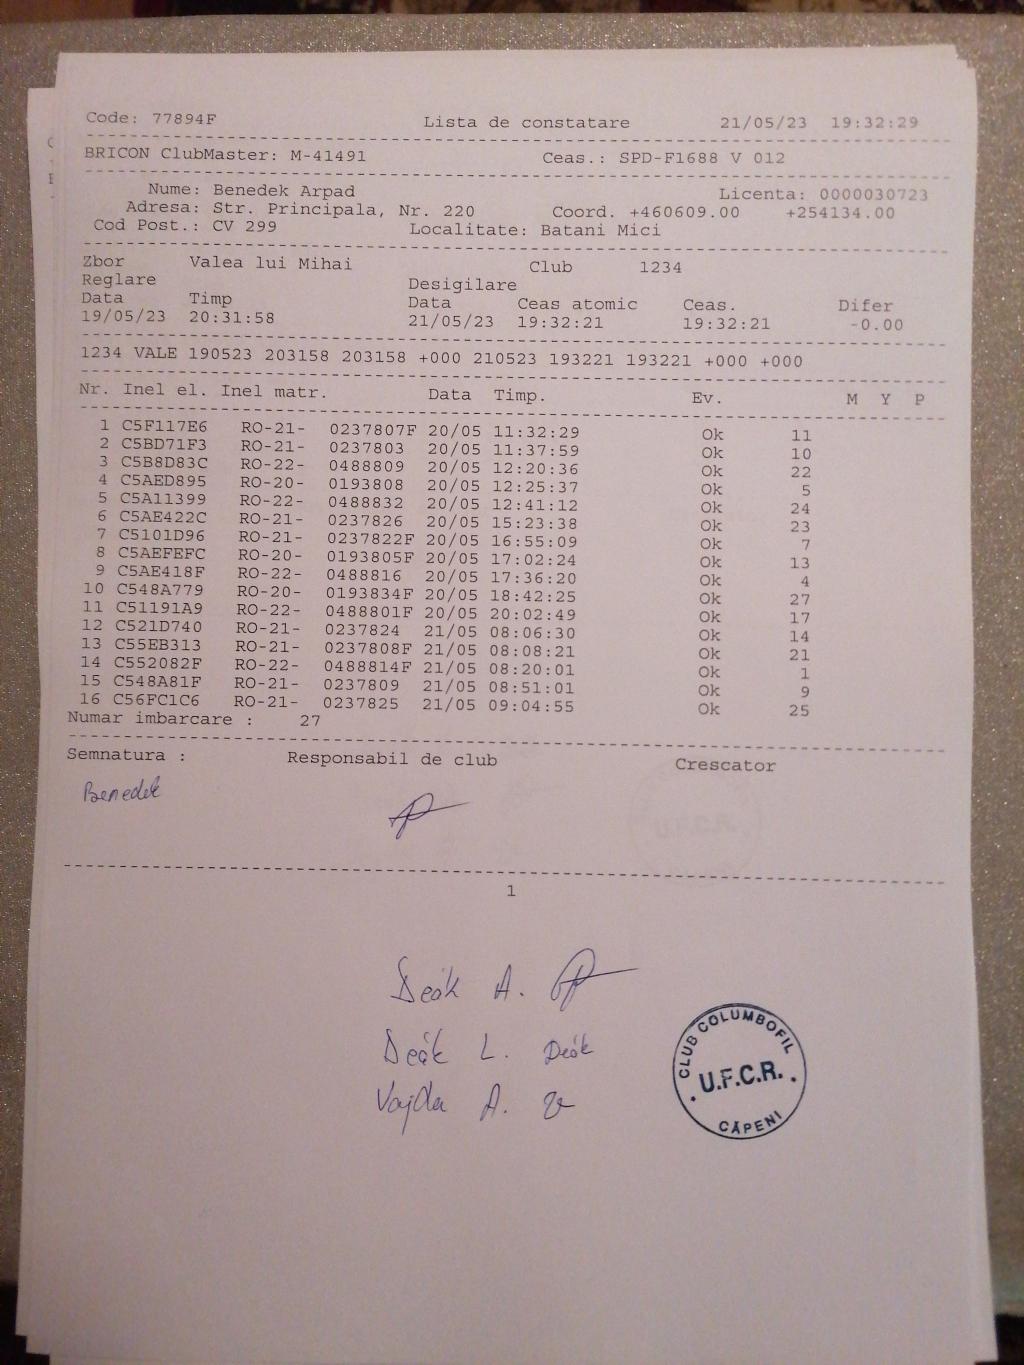 Code: 77894F Lista de constatare 21/05/23 19:32:29
BRICON ClubMaster: M-41491 Ceas.: SPD-F1688 V 012
Nume: Benedek Arpad Licenta: 0000030723
Adresa: Str. Principala, Nr. 220 Coord. +460609.00 +254134.00
Cod Post.: CV 299 Localitate: Batani Mici
Zbor Valea lui Mihai Club 1234
Reglare Desigilare
Data Timp Data Ceas atomic Ceas. Difer
19/05/23 20:31:58 21/05/23 19:32:21 19:32:21 -0.00
1234 VALE 190523 203158 203158 +000 210523 193221 193221 +000 +000
Nr. Inel el. Inel matr. Data Timp. Ev. M Y P
1 C5F117E6 RO-21- 0237807F 20/05 11:32:29 Ok 11
2 C5BD71F3 RO-21- 0237803 20/05 11:37:59 Ok 10
3 C5B8D83C RO-22- 0488809 20/05 12:20:36 Ok 22
4 C5AED895 RO-20- 0193808 20/05 12:25:37 Ok 5
5 C5A11399 RO-22- 0488832 20/05 12:41:12 Ok 24
6 C5AE422C RO-21- 0237826 20/05 15:23:38 Ok 23
7 C5101D96 RO-21- 0237822F 20/05 16:55:09 Ok 7
8 C5AEFEFC RO-20- 0193805F 20/05 17:02:24 Ok 13
9 C5AE418F RO-22- 0488816 20/05 17:36:20 Ok 4
10 C548A779 RO-20- 0193834F 20/05 18:42:25 Ok 27
11 C51191A9 RO-22- 0488801F 20/05 20:02:49 Ok 17
12 C521D740 RO-21- 0237824 21/05 08:06:30 Ok 14
13 C55EB313 RO-21- 0237808F 21/05 08:08:21 Ok 21
14 C552082F RO-22- 0488814F 21/05 08:20:01 Ok 1
15 C548A81F RO-21- 0237809 21/05 08:51:01 Ok 9
16 C56FC1C6 RO-21- 0237825 21/05 09:04:55 Ok 25
Numar imbarcare : 27
Semnatura : Responsabil de club Crescator
Benedek
1
Deák A.
Deák L. Deák
Vajda A.
CLUB COLUMBOFIL
U.F.C.R.
CĂPENI